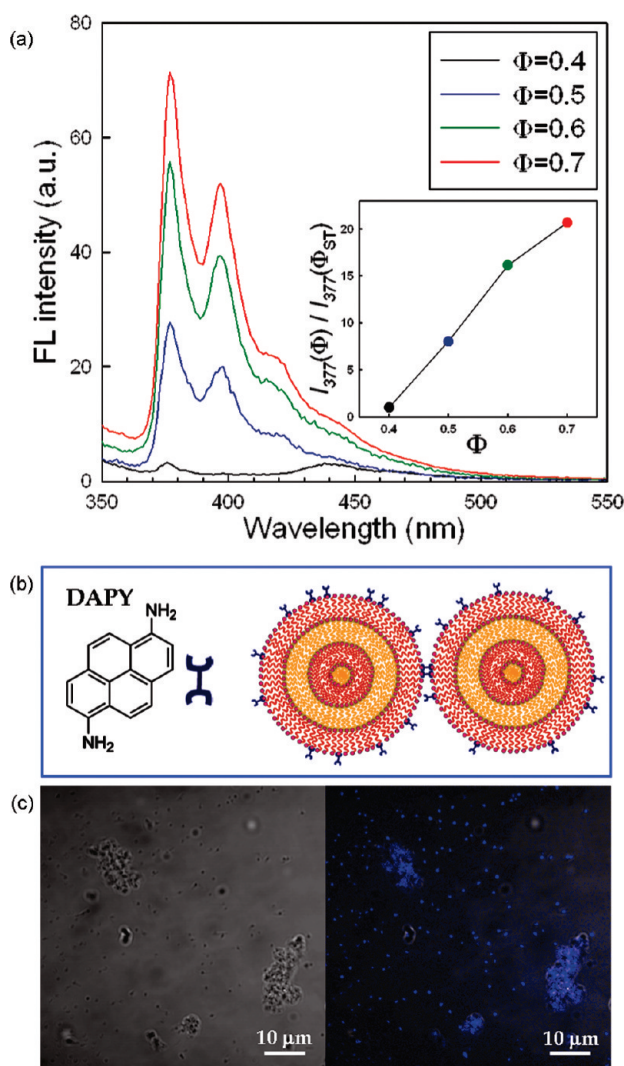 (a)
80
60
40
20
0
FL intensity (a.u.)
350 400 450 500 550
Wavelength (nm)
Φ=0.4
Φ=0.5
Φ=0.6
Φ=0.7
20
15
10
5
0
I377(Φ) / I377(ΦST)
0.4 0.5 0.6 0.7
Φ
(b)
DAPY
NH2
NH2
(c)
10 μm
10 μm